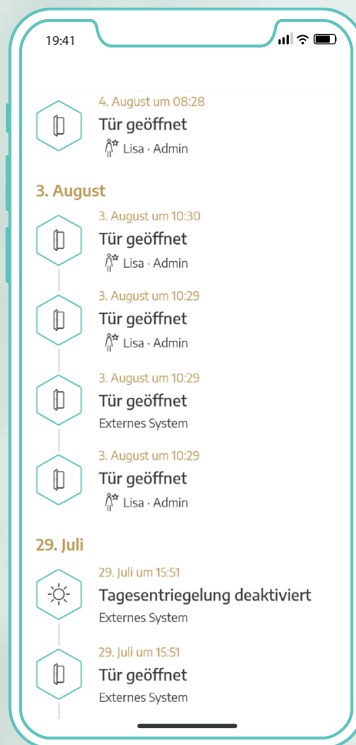 19:41
4. August um 08:28
Tür geöffnet
Lisa · Admin
3. August
3. August um 10:30
Tür geöffnet
Lisa · Admin
3. August um 10:29
Tür geöffnet
Lisa · Admin
3. August um 10:29
Tür geöffnet
Externes System
3. August um 10:29
Tür geöffnet
Lisa · Admin
29. Juli
29. Juli um 15:51
Tagesentriegelung deaktiviert
Externes System
29. Juli um 15:51
Tür geöffnet
Externes System